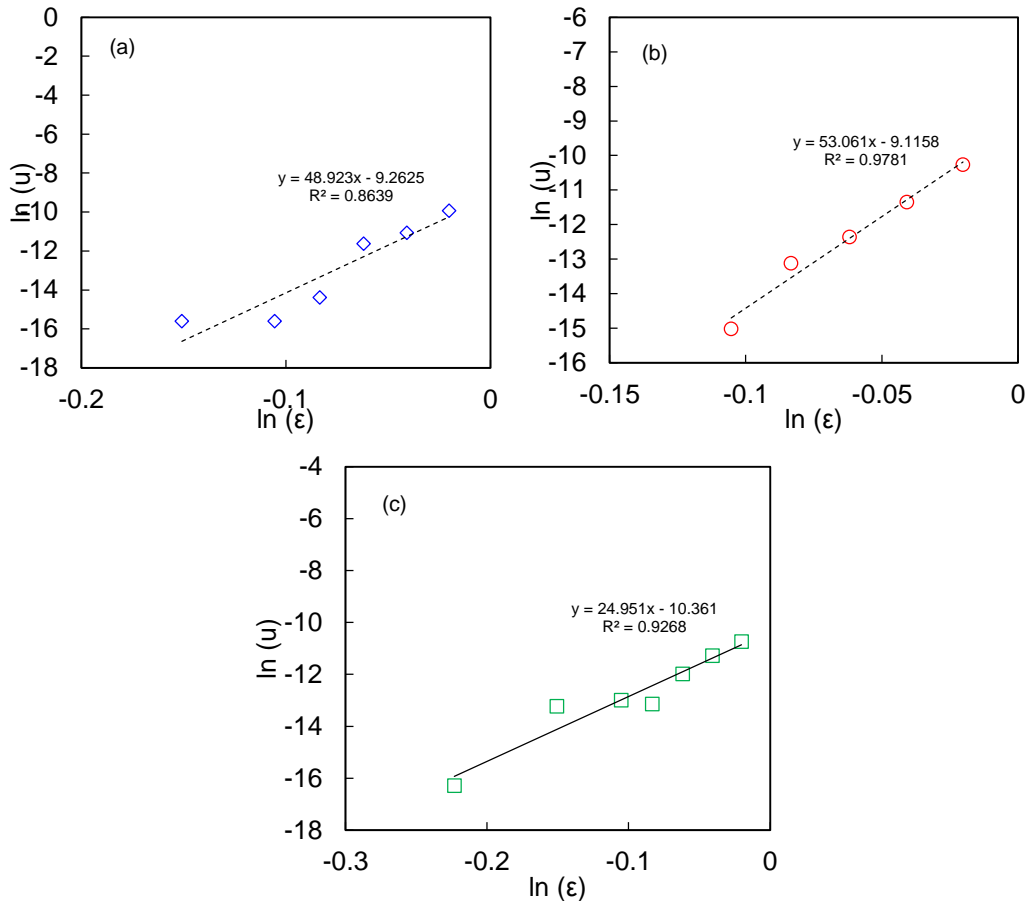 (a)
0
-2
-4
-6
-8
-10
-12
-14
-16
-18
ln (u)
y = 48.923x - 9.2625
R² = 0.8639
-0.2
-0.1
0
ln (ε)
(b)
-6
-7
-8
-9
-10
-11
-12
-13
-14
-15
-16
ln (u)
y = 53.061x - 9.1158
R² = 0.9781
-0.15
-0.1
-0.05
0
ln (ε)
(c)
-4
-6
-8
-10
-12
-14
-16
-18
ln (u)
y = 24.951x - 10.361
R² = 0.9268
-0.3
-0.2
-0.1
0
ln (ε)